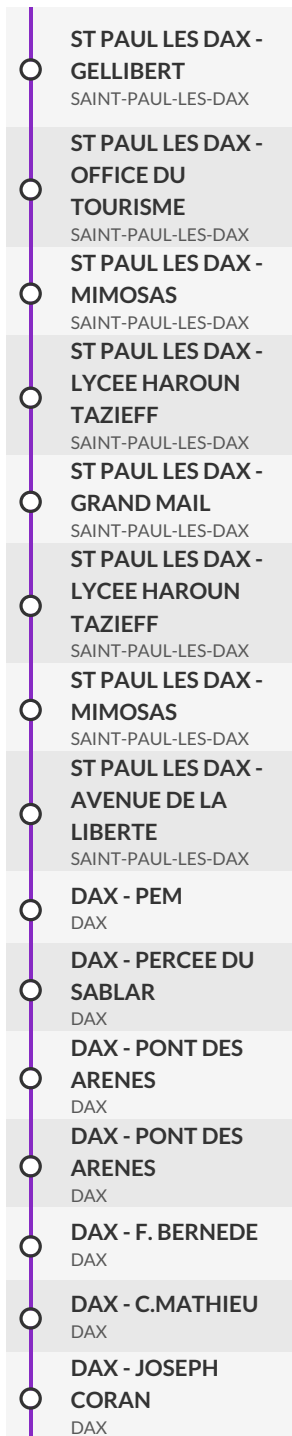 ST PAUL LES DAX -
GELLIBERT
SAINT-PAUL-LES-DAX
ST PAUL LES DAX -
OFFICE DU
TOURISME
SAINT-PAUL-LES-DAX
ST PAUL LES DAX -
MIMOSAS
SAINT-PAUL-LES-DAX
ST PAUL LES DAX -
LYCEE HAROUN
TAZIEFF
SAINT-PAUL-LES-DAX
ST PAUL LES DAX -
GRAND MAIL
SAINT-PAUL-LES-DAX
ST PAUL LES DAX -
LYCEE HAROUN
TAZIEFF
SAINT-PAUL-LES-DAX
ST PAUL LES DAX -
MIMOSAS
SAINT-PAUL-LES-DAX
ST PAUL LES DAX -
AVENUE DE LA
LIBERTE
SAINT-PAUL-LES-DAX
DAX - PEM
DAX
DAX - PERCEE DU
SABLAR
DAX
DAX - PONT DES
ARENES
DAX
DAX - PONT DES
ARENES
DAX
DAX - F. BERNEDE
DAX
DAX - C.MATHIEU
DAX
DAX - JOSEPH
CORAN
DAX